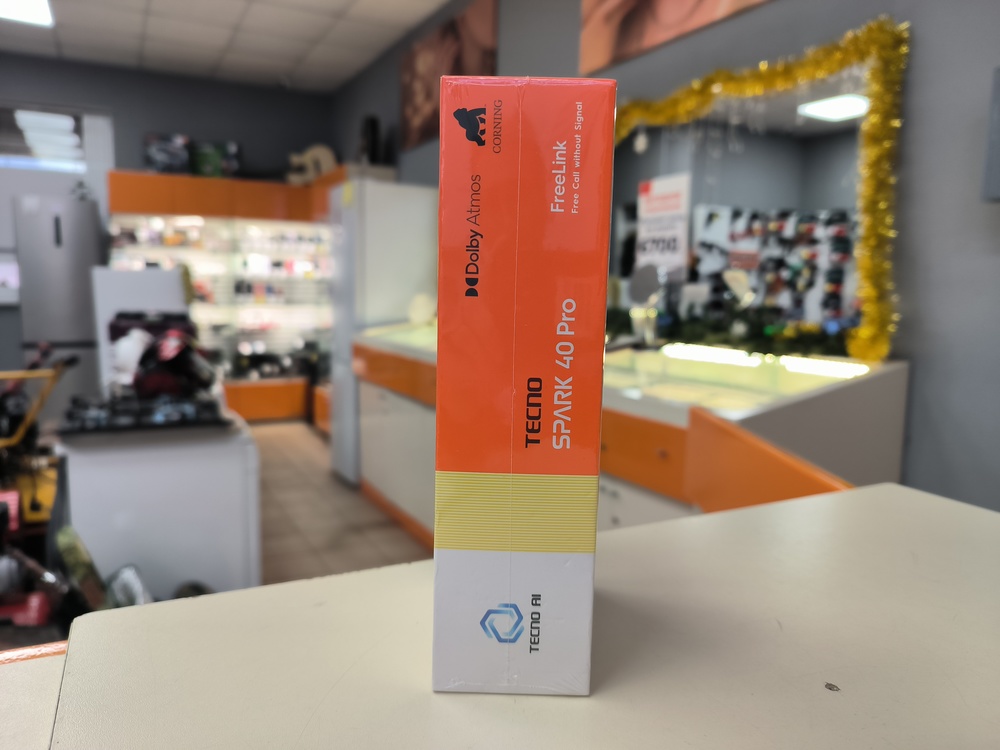 CORNING
Dolby Atmos
FreeLink
Free Call without Signal
TECNO
SPARK 40 Pro
TECNO AI